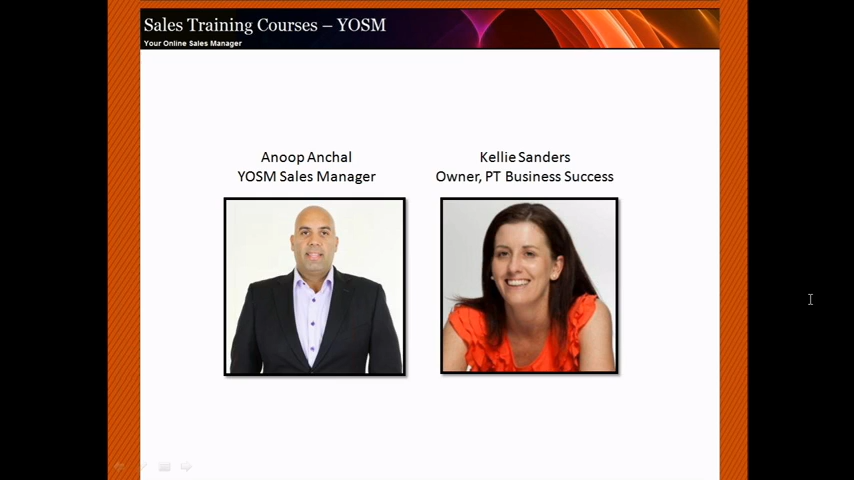 Sales Training Courses – YOSM
Your Online Sales Manager
Anoop Anchal
YOSM Sales Manager
Kellie Sanders
Owner, PT Business Success